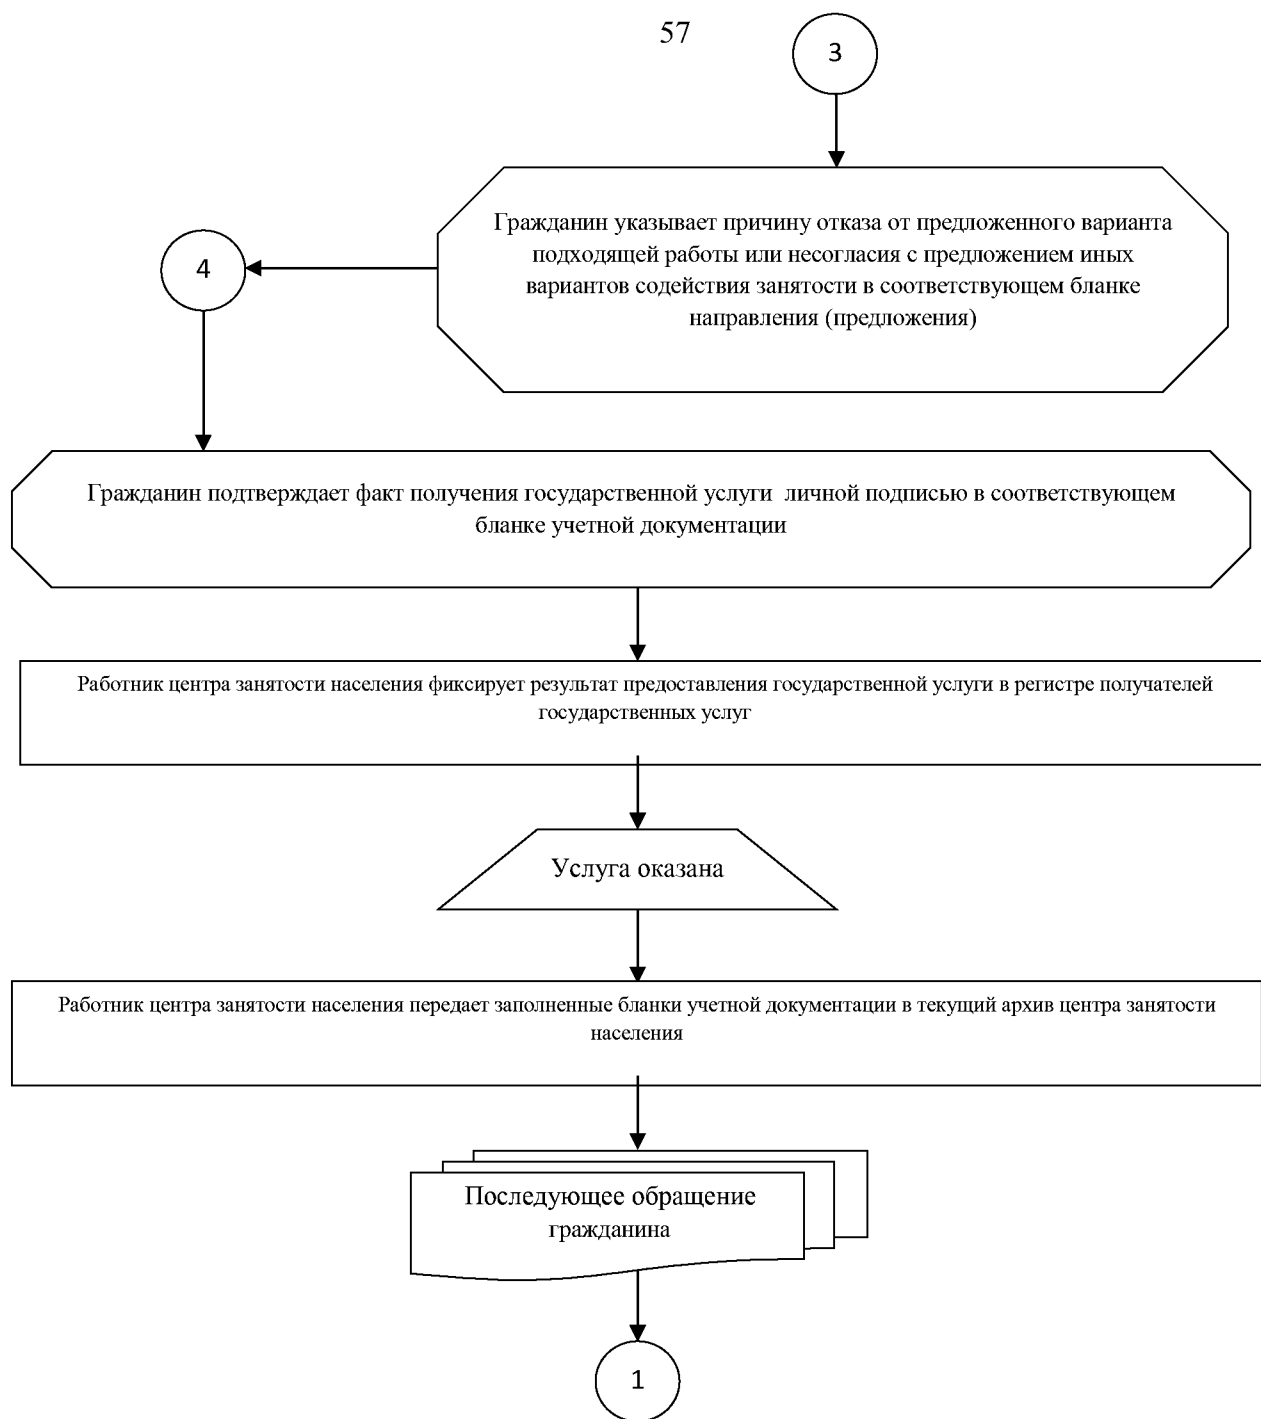 57
3
Гражданин указывает причину отказа от предложенного варианта
подходящей работы или несогласия с предложением иных
вариантов содействия занятости в соответствующем бланке
направления (предложения)
4
Гражданин подтверждает факт получения государственной услуги личной подписью в соответствующем
бланке учетной документации
Работник центра занятости населения фиксирует результат предоставления государственной услуги в регистре получателей
государственных услуг
Услуга оказана
Работник центра занятости населения передает заполненные бланки учетной документации в текущий архив центра занятости
населения
Последующее обращение
гражданина
1